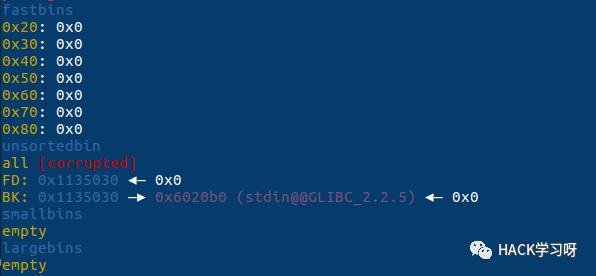 fastbins
0x20: 0x0
0x30: 0x0
0x40: 0x0
0x50: 0x0
0x60: 0x0
0x70: 0x0
0x80: 0x0
unsortedbin
all [corrupted]
FD: 0x1135030 ◂— 0x0
BK: 0x1135030 —▸ 0x6020b0 (stdin@@GLIBC_2.2.5) ◂— 0x0
smallbins
empty
largebins
empty
HACK学习呀